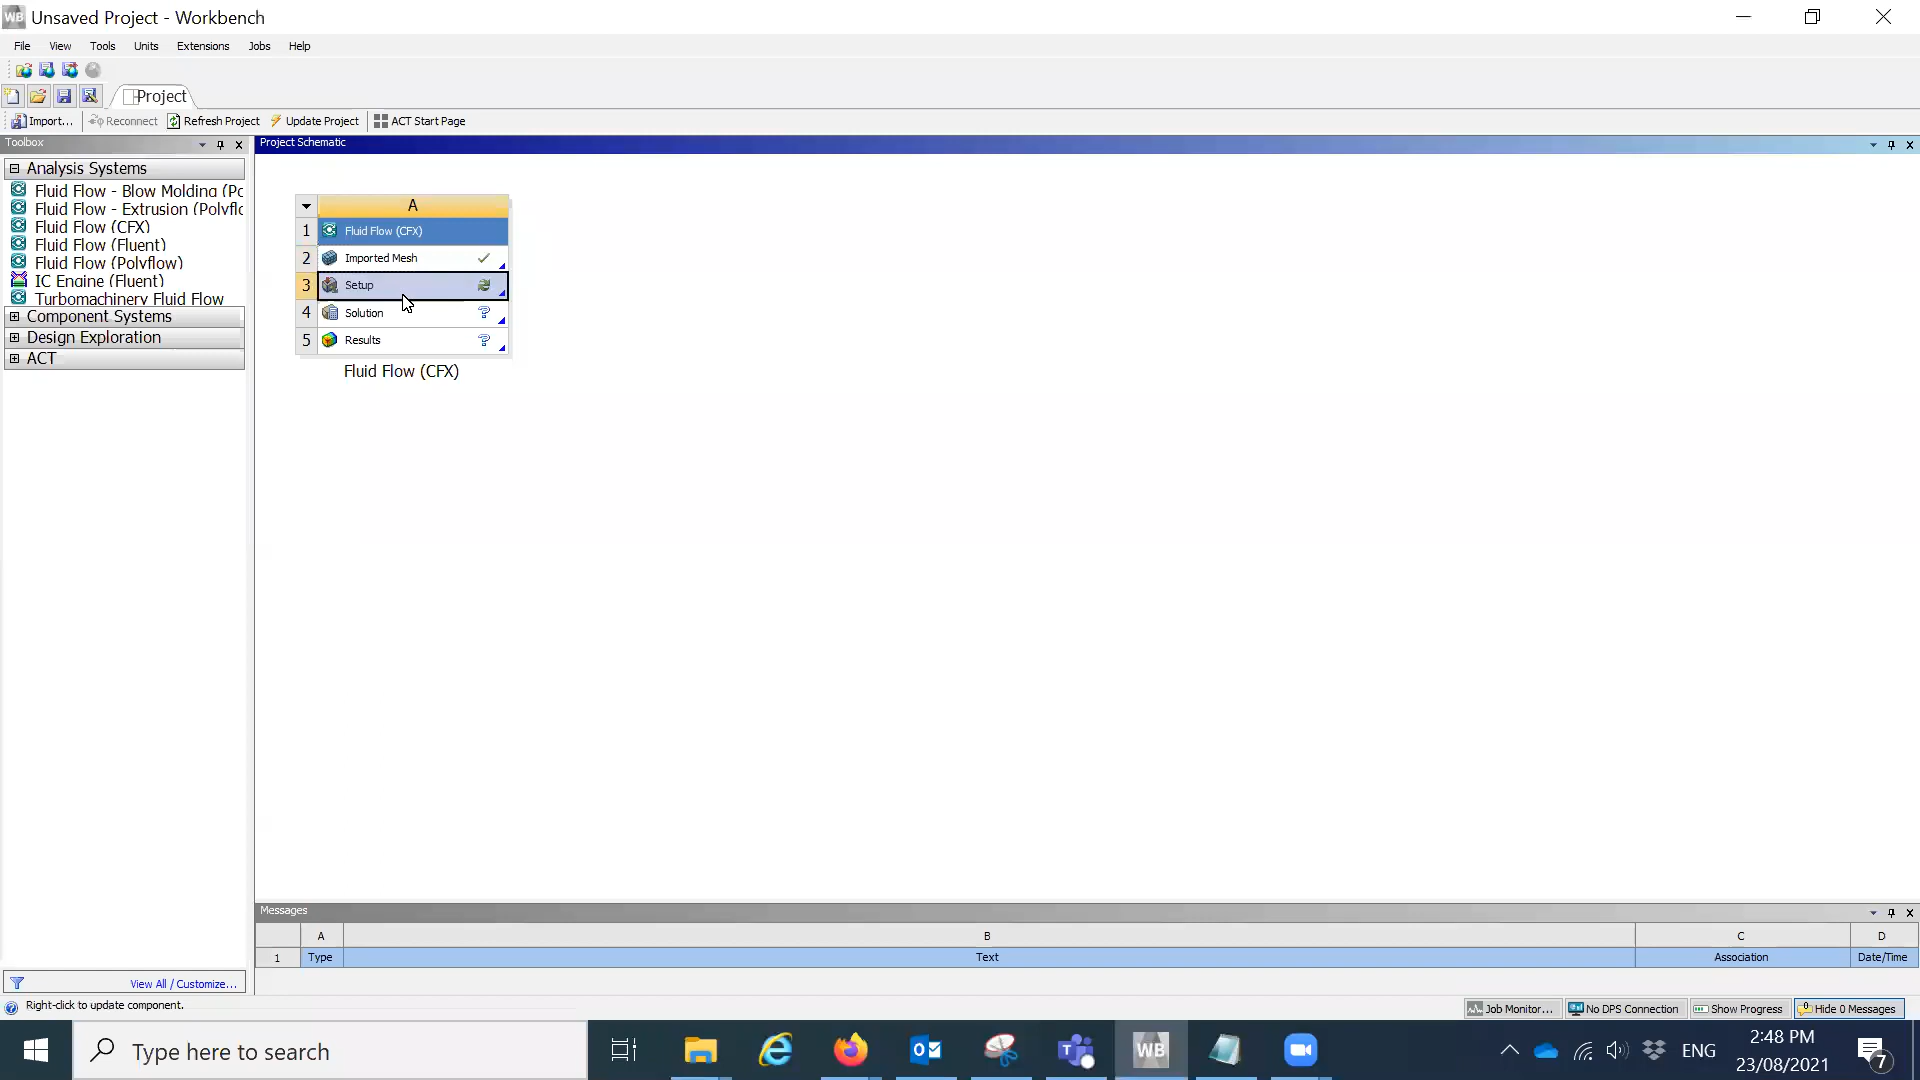 WB Unsaved Project - Workbench
File View Tools Units Extensions Jobs Help
Project
Import... Reconnect Refresh Project Update Project ACT Start Page
Toolbox
Project Schematic
Analysis Systems
Fluid Flow - Blow Molding (Po
Fluid Flow - Extrusion (Polyflo
Fluid Flow (CFX)
Fluid Flow (Fluent)
Fluid Flow (Polyflow)
IC Engine (Fluent)
Turbomachinery Fluid Flow
Component Systems
Design Exploration
ACT
A
1 Fluid Flow (CFX)
2 Imported Mesh
3 Setup
4 Solution ?
5 Results ?
Fluid Flow (CFX)
Messages
A B C D
1 Type Text Association Date/Time
View All / Customize...
Right-click to update component.
Job Monitor... No DPS Connection Show Progress Hide 0 Messages
Type here to search
WB
ENG
2:48 PM
23/08/2021
7